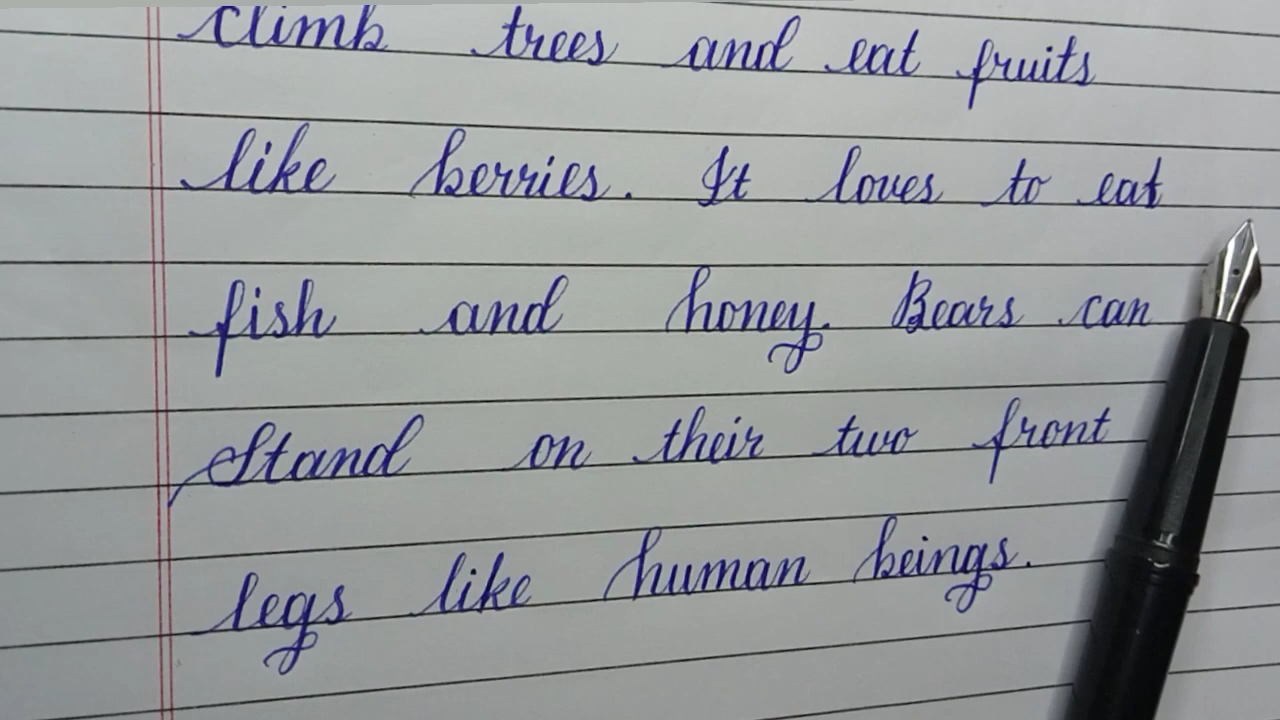 climb trees and eat fruits
like berries. It loves to eat
fish and honey. Bears can
Stand on their two front
legs like human beings.